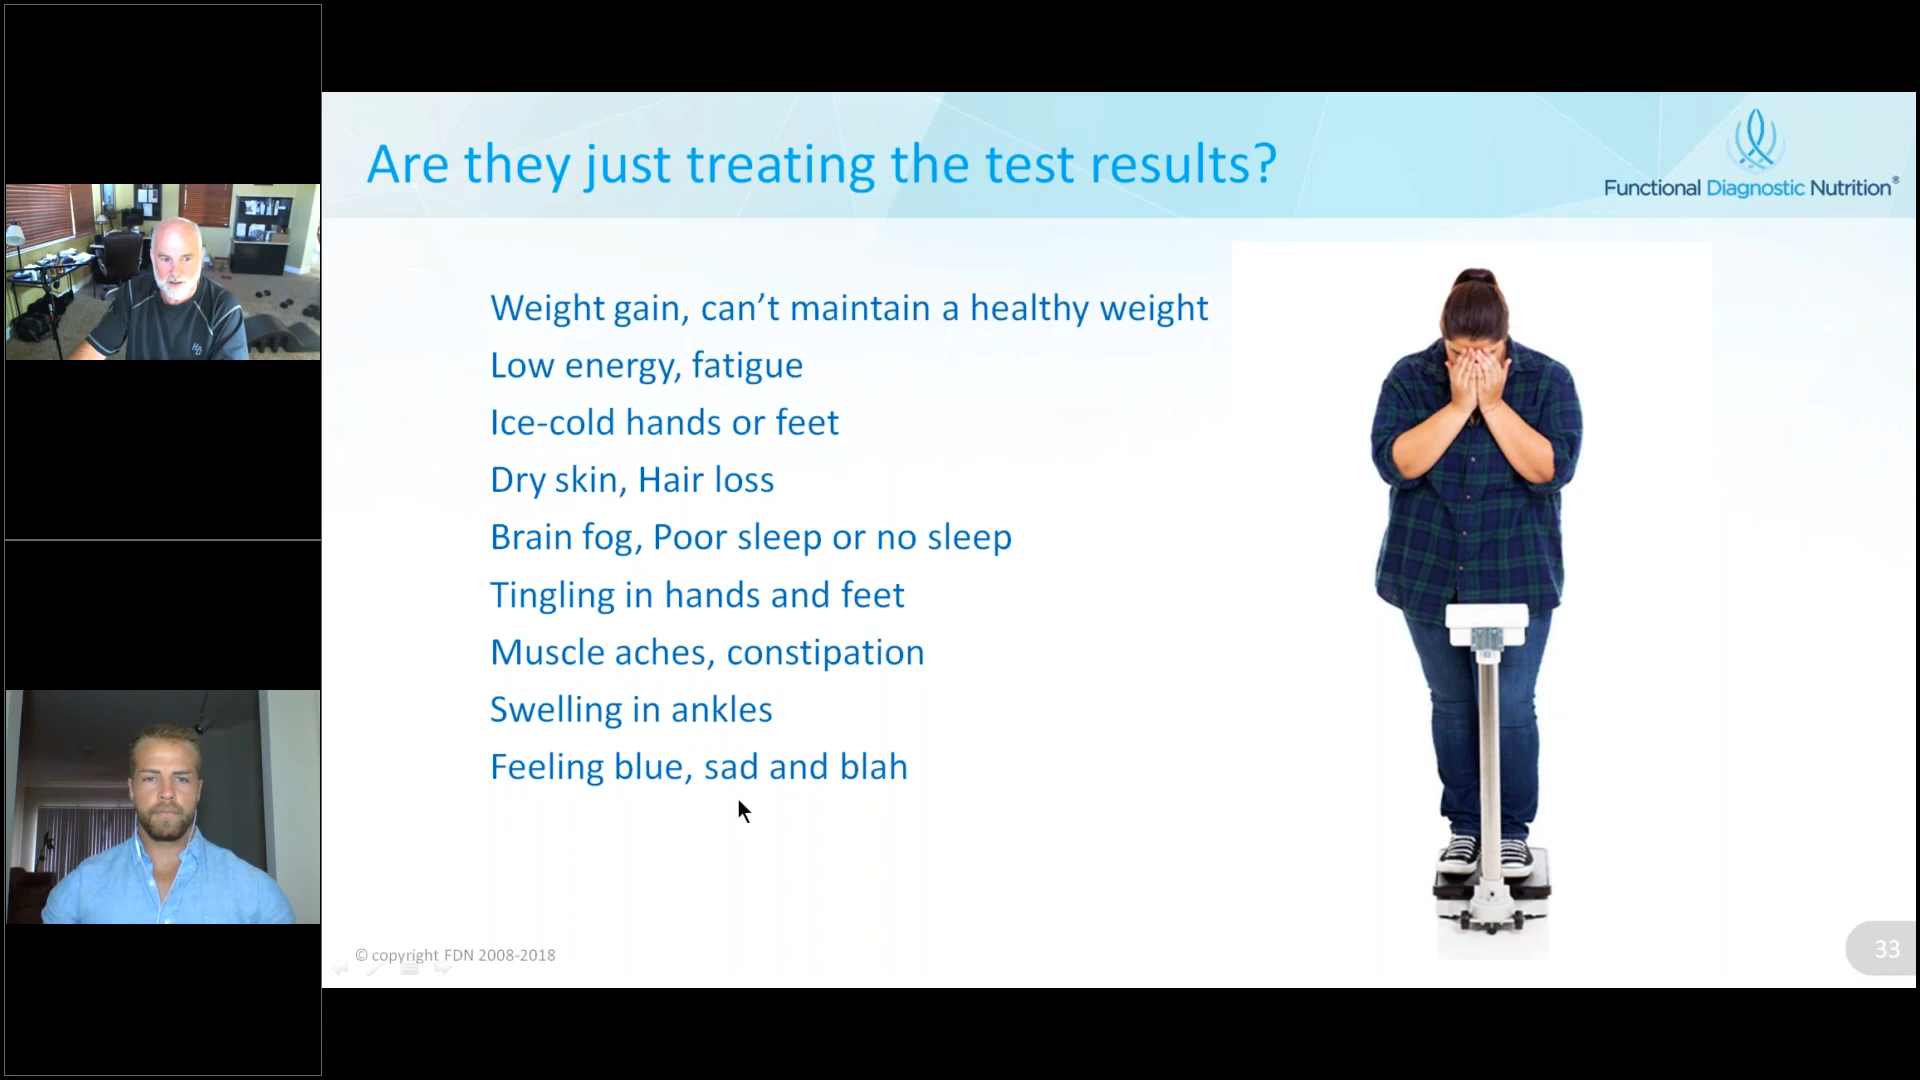 Are they just treating the test results?
Functional Diagnostic Nutrition®
Weight gain, can’t maintain a healthy weight
Low energy, fatigue
Ice-cold hands or feet
Dry skin, Hair loss
Brain fog, Poor sleep or no sleep
Tingling in hands and feet
Muscle aches, constipation
Swelling in ankles
Feeling blue, sad and blah
© copyright FDN 2008-2018
33